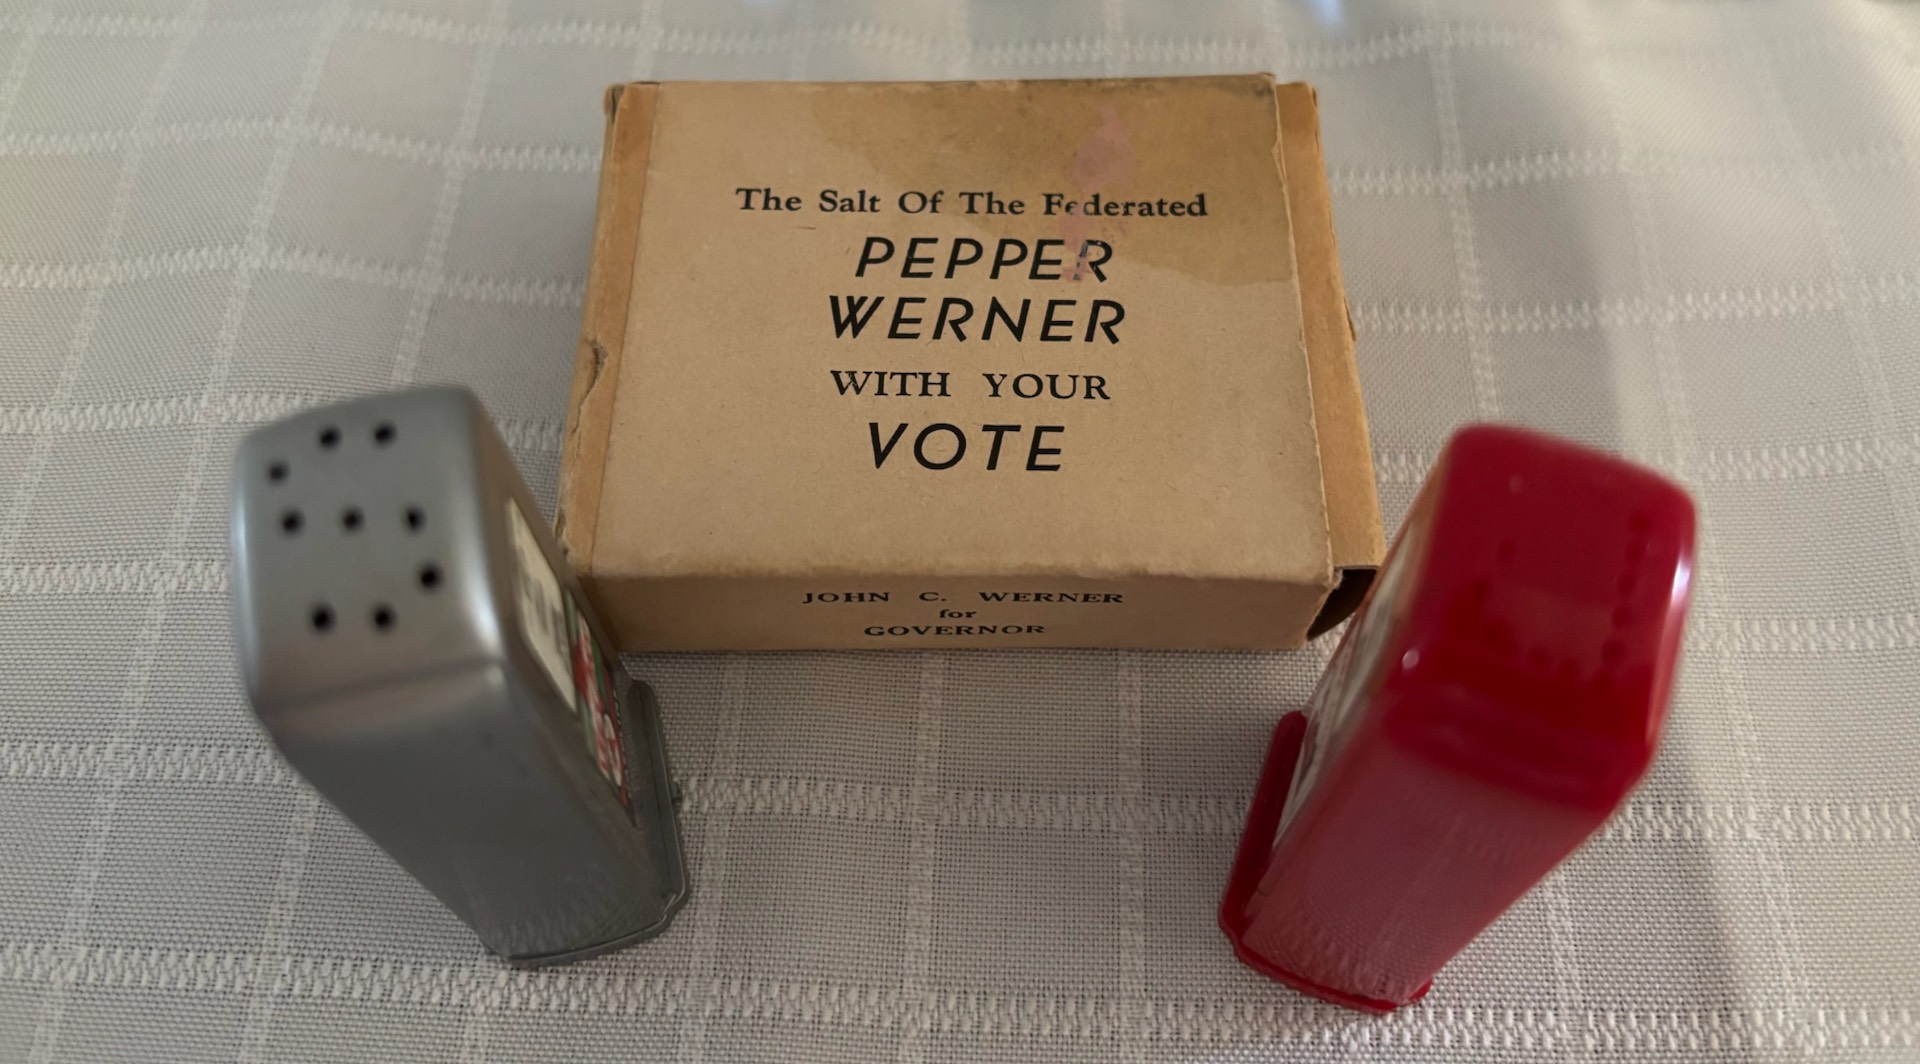 The Salt Of The Federated
PEPPER
WERNER
WITH YOUR
VOTE
JOHN C. WERNER
for
GOVERNOR